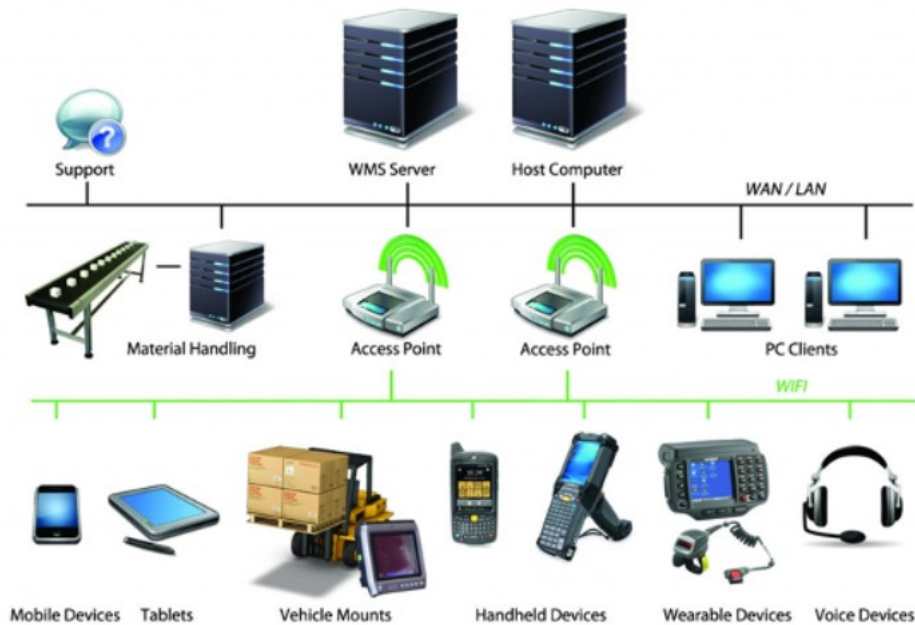 Support
WMS Server
Host Computer
WAN / LAN
Material Handling
Access Point
Access Point
PC Clients
WIFI
Mobile Devices
Tablets
Vehicle Mounts
Handheld Devices
Wearable Devices
Voice Devices